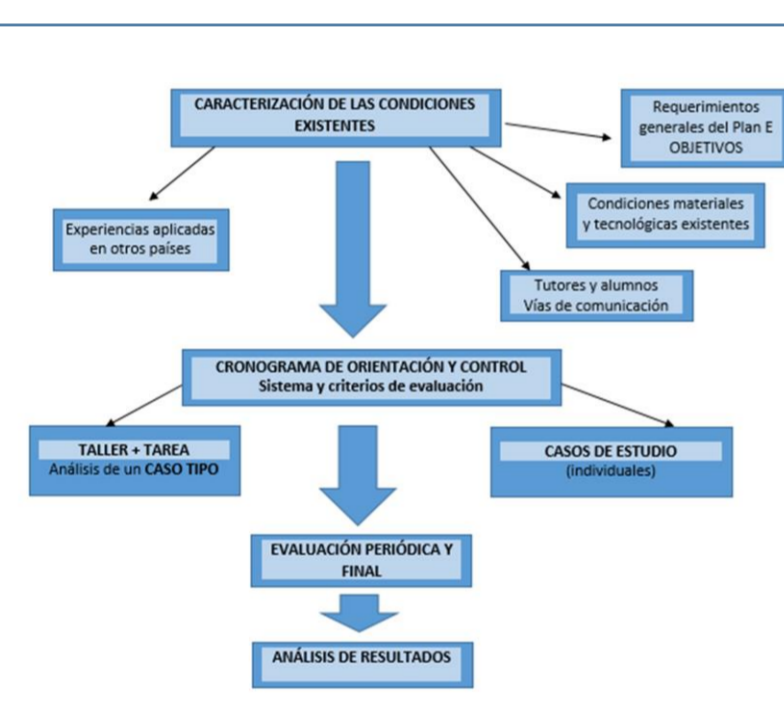 CARACTERIZACIÓN DE LAS CONDICIONES
EXISTENTES
Requerimientos
generales del Plan E
OBJETIVOS
Experiencias aplicadas
en otros países
Condiciones materiales
y tecnológicas existentes
Tutores y alumnos
Vías de comunicación
CRONOGRAMA DE ORIENTACIÓN Y CONTROL
Sistema y criterios de evaluación
TALLER + TAREA
Análisis de un CASO TIPO
CASOS DE ESTUDIO
(individuales)
EVALUACIÓN PERIÓDICA Y
FINAL
ANÁLISIS DE RESULTADOS